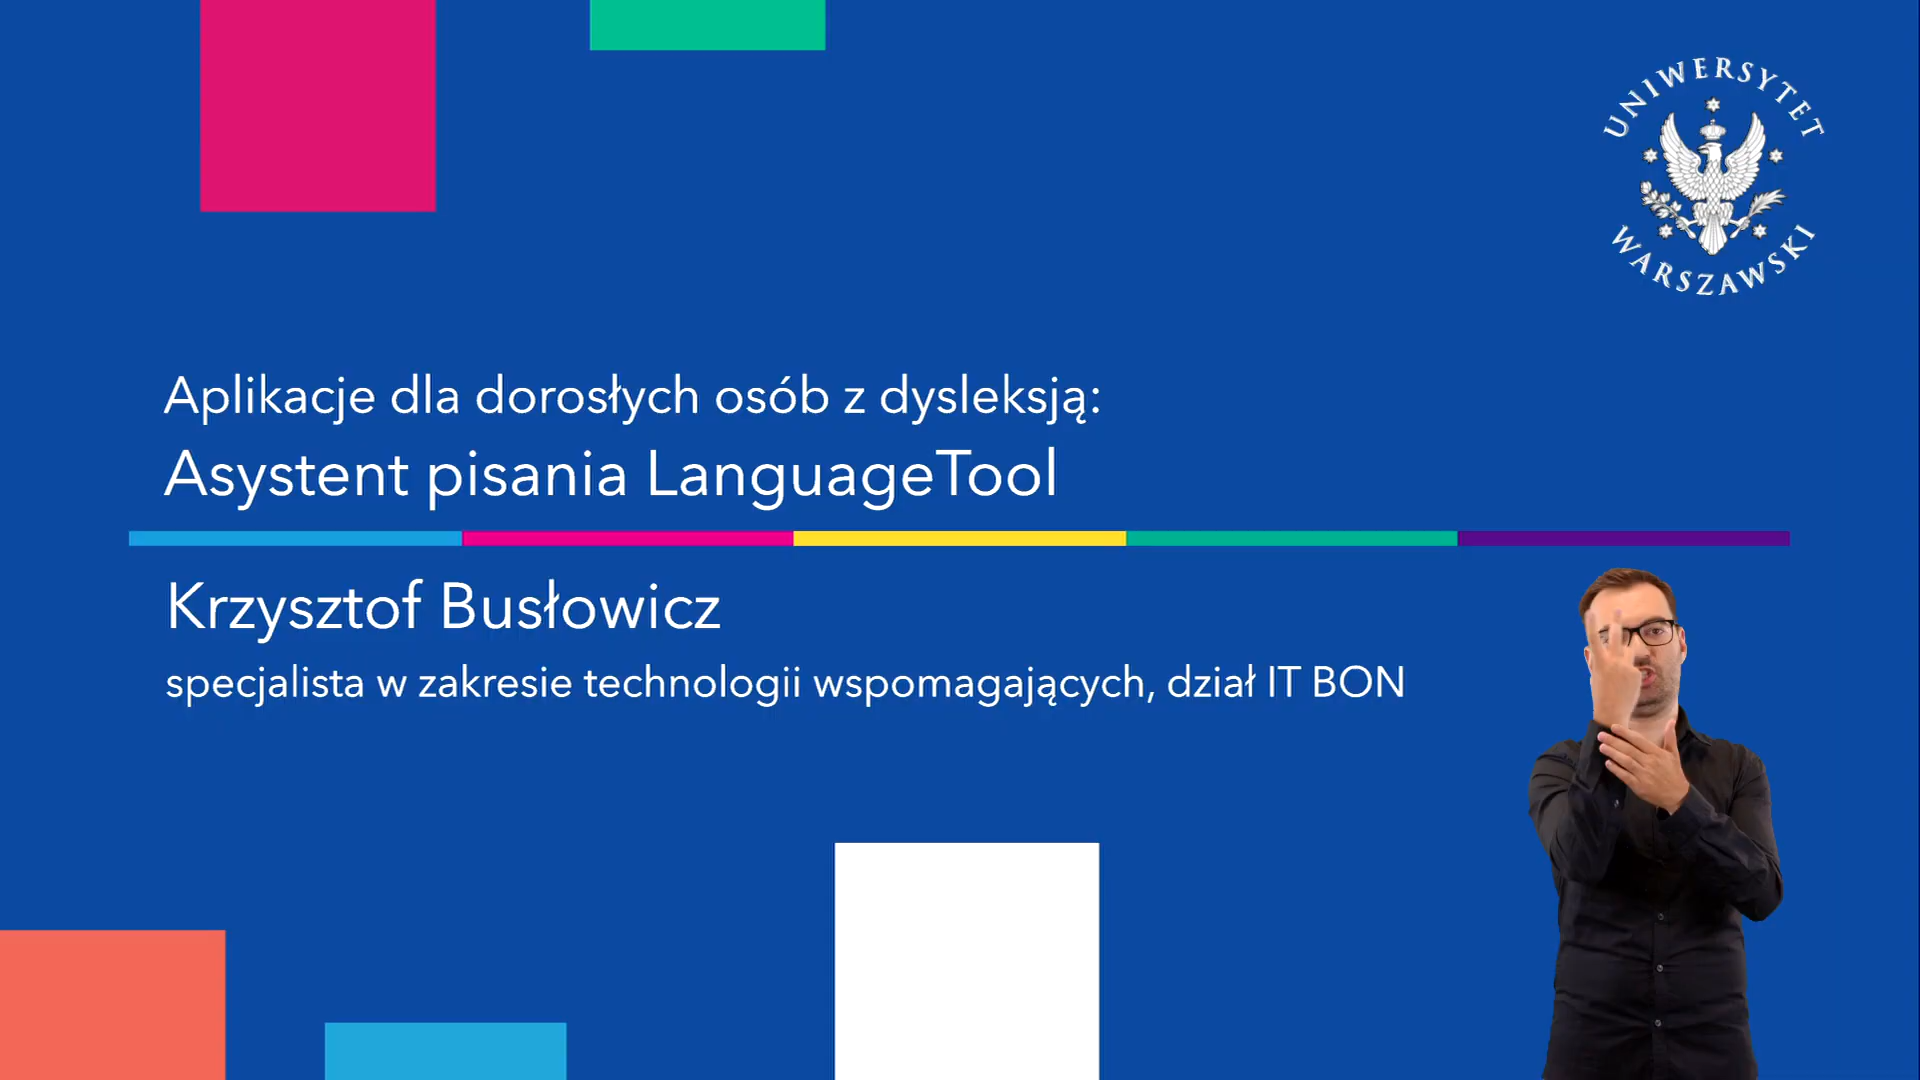 UNIWERSYTET
WARSZAWSKI
Aplikacje dla dorosłych osób z dysleksją:
Asystent pisania LanguageTool
Krzysztof Busłowicz
specjalista w zakresie technologii wspomagających, dział IT BON